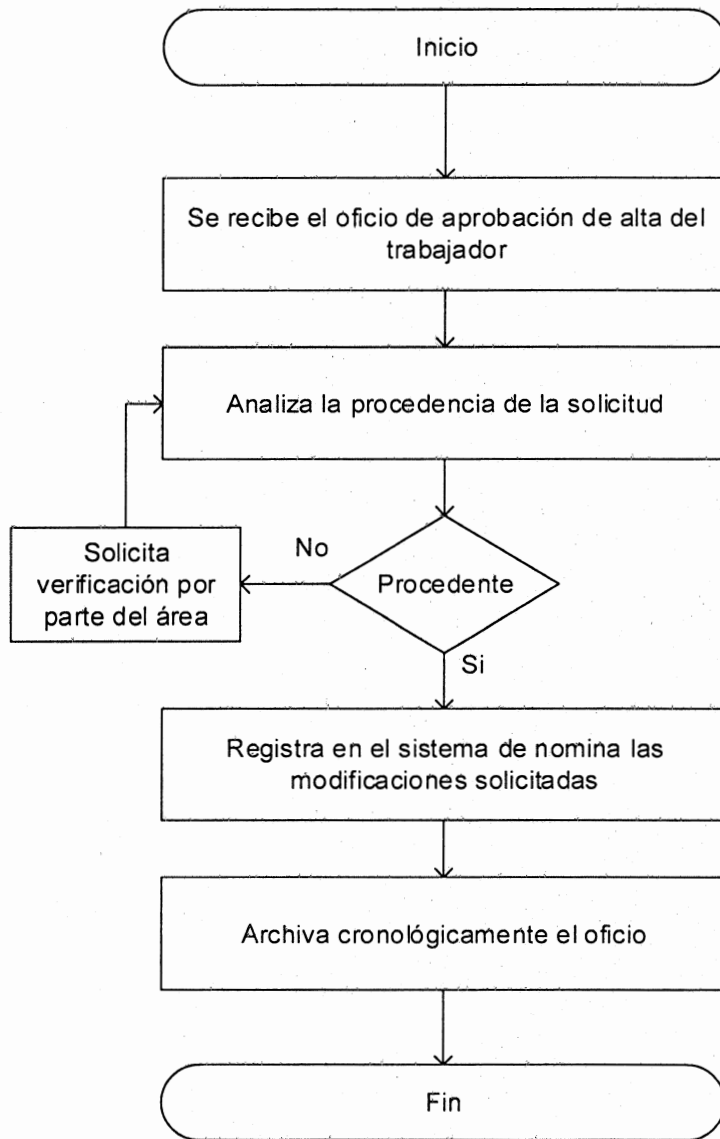 Inicio
Se recibe el oficio de aprobación de alta del
trabajador
Analiza la procedencia de la solicitud
Solicita
verificación por
parte del área
No
Procedente
Si
Registra en el sistema de nomina las
modificaciones solicitadas
Archiva cronológicamente el oficio
Fin